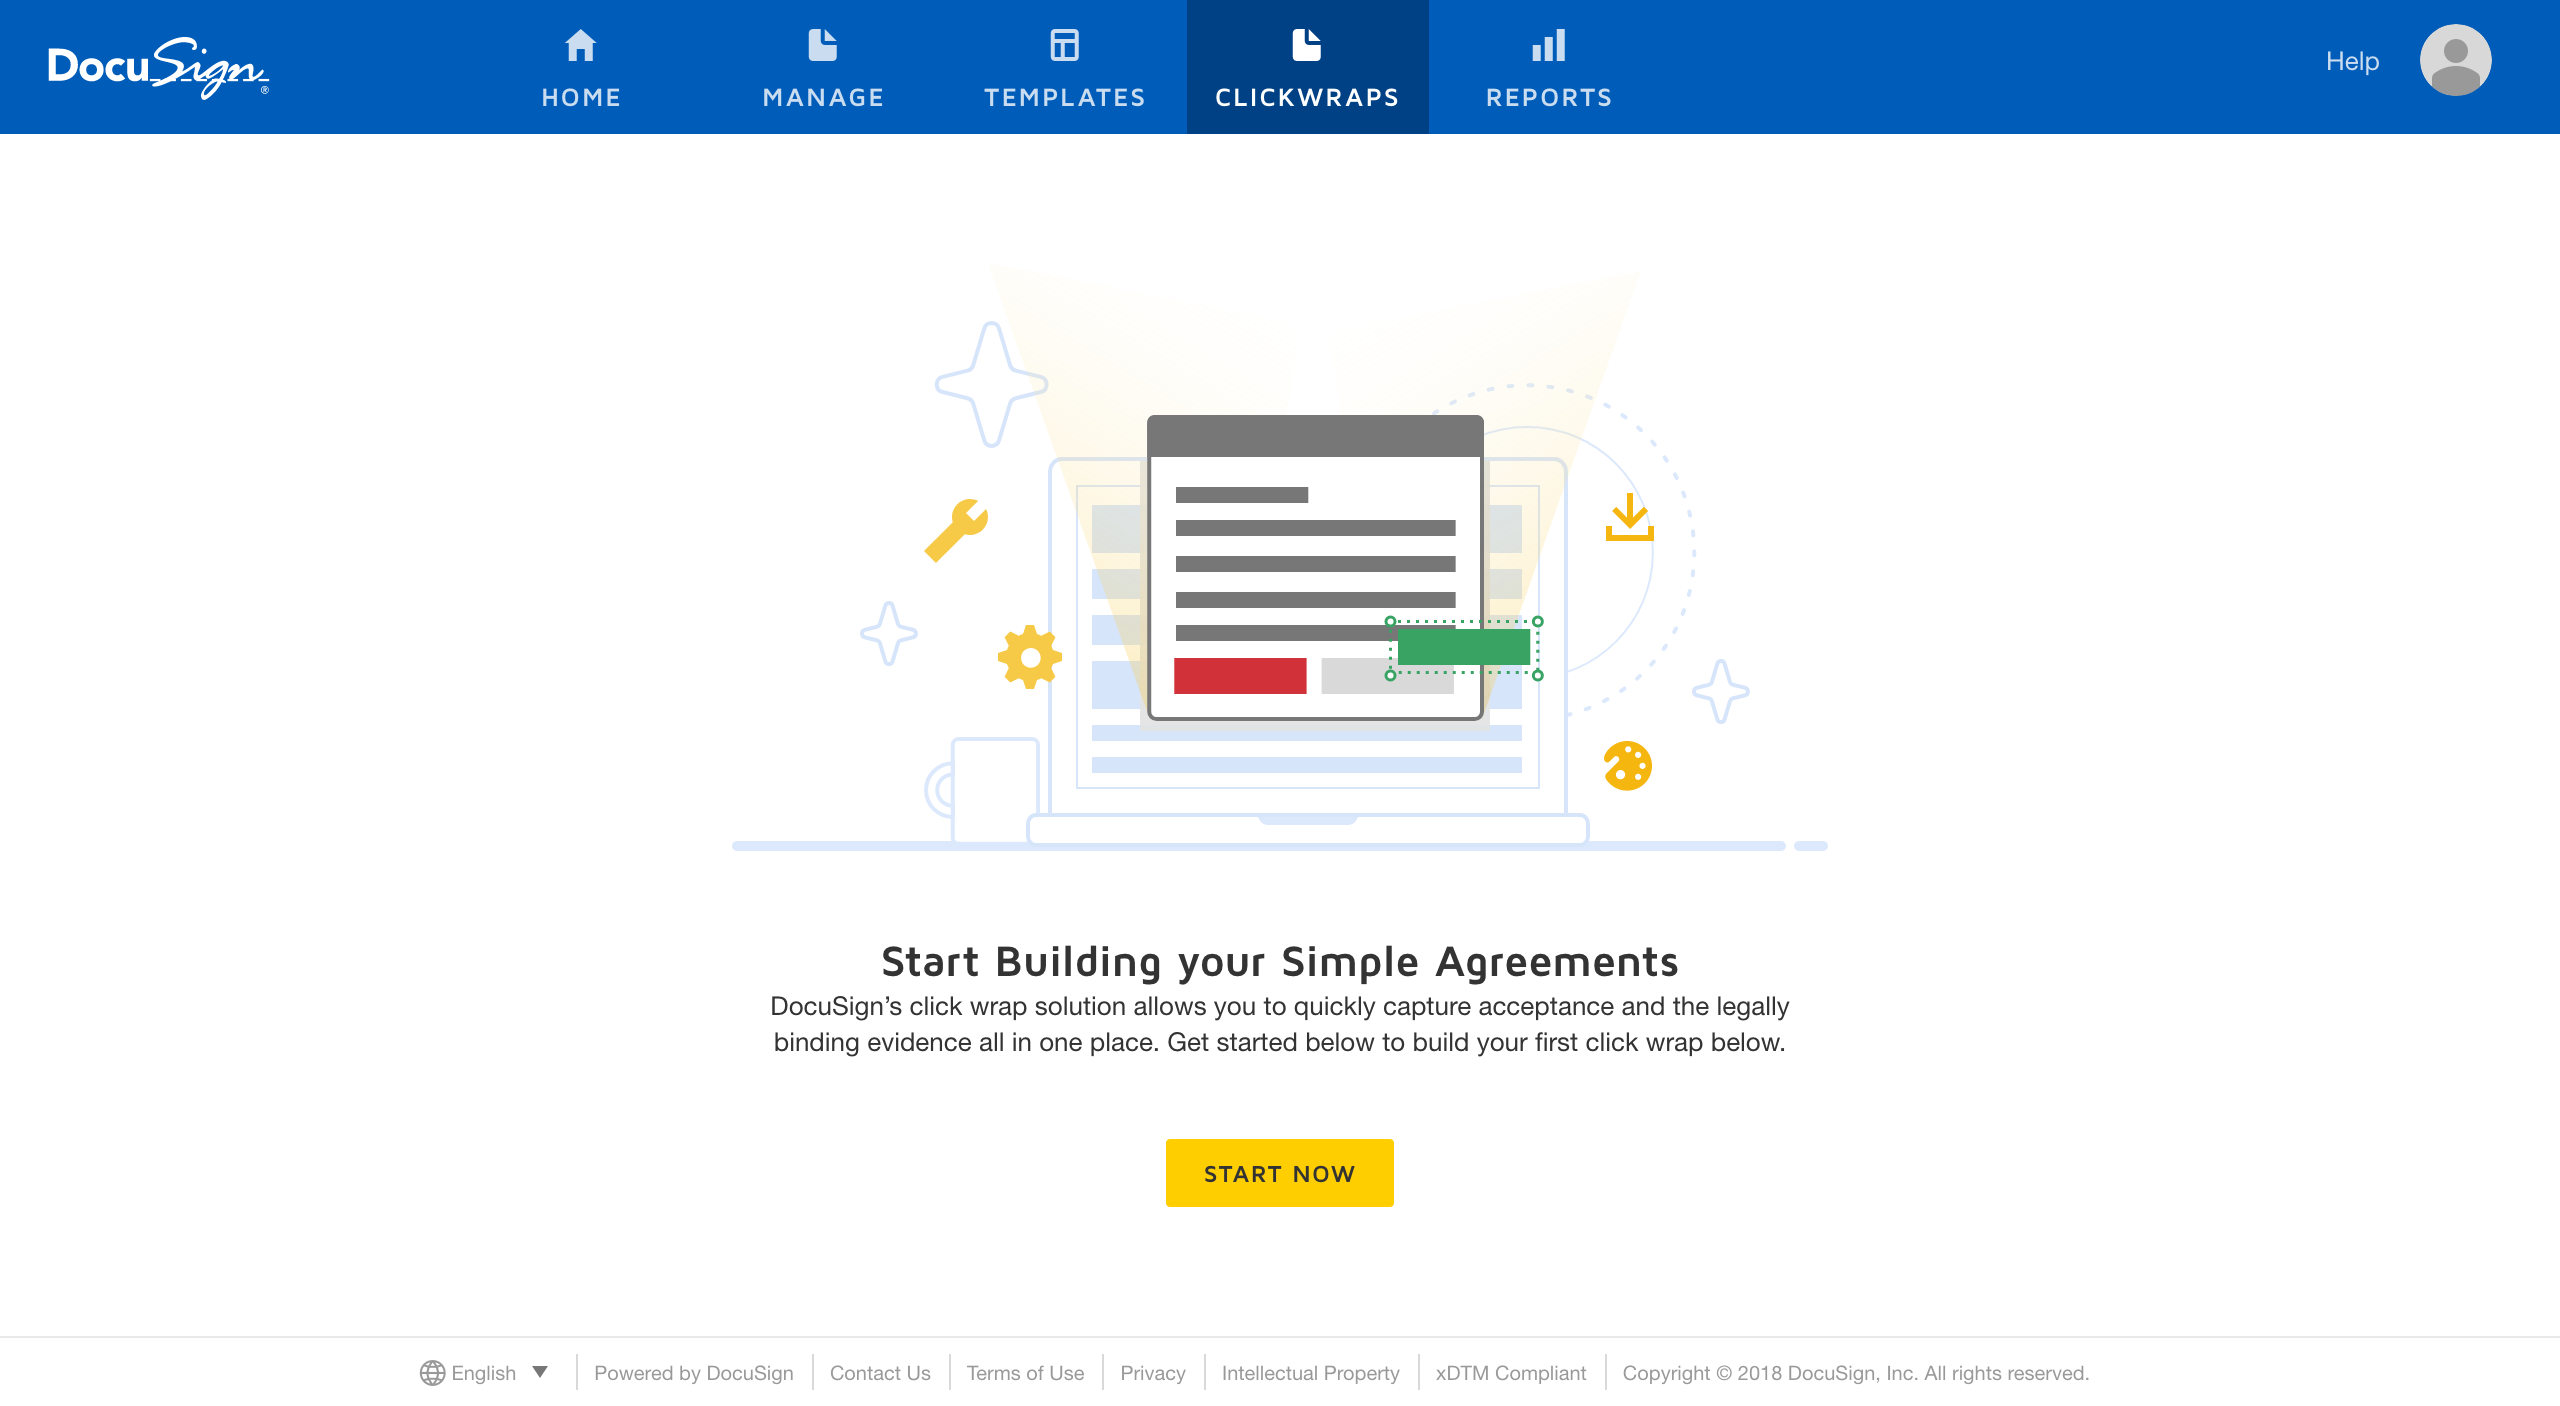 DocuSign®
HOME
MANAGE
TEMPLATES
CLICKWRAPS
REPORTS
Help
Start Building your Simple Agreements
DocuSign’s click wrap solution allows you to quickly capture acceptance and the legally
binding evidence all in one place. Get started below to build your first click wrap below.
START NOW
English
Powered by DocuSign
Contact Us
Terms of Use
Privacy
Intellectual Property
xDTM Compliant
Copyright © 2018 DocuSign, Inc. All rights reserved.